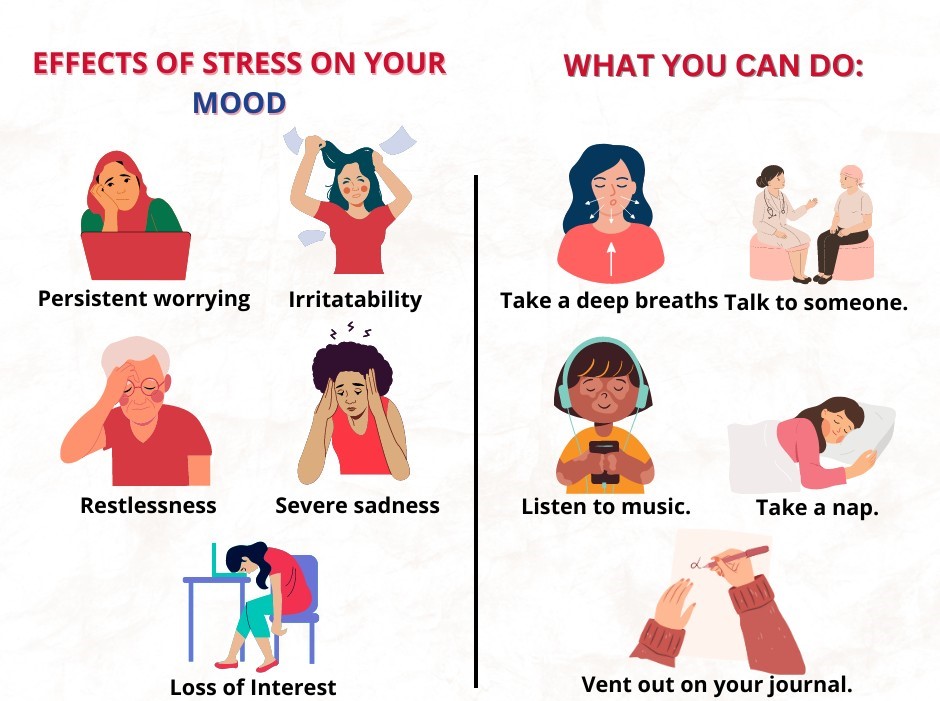 EFFECTS OF STRESS ON YOUR
MOOD
Persistent worrying
Irritatability
Restlessness
Severe sadness
Loss of Interest
WHAT YOU CAN DO:
Take a deep breaths
Talk to someone.
Listen to music.
Take a nap.
Vent out on your journal.